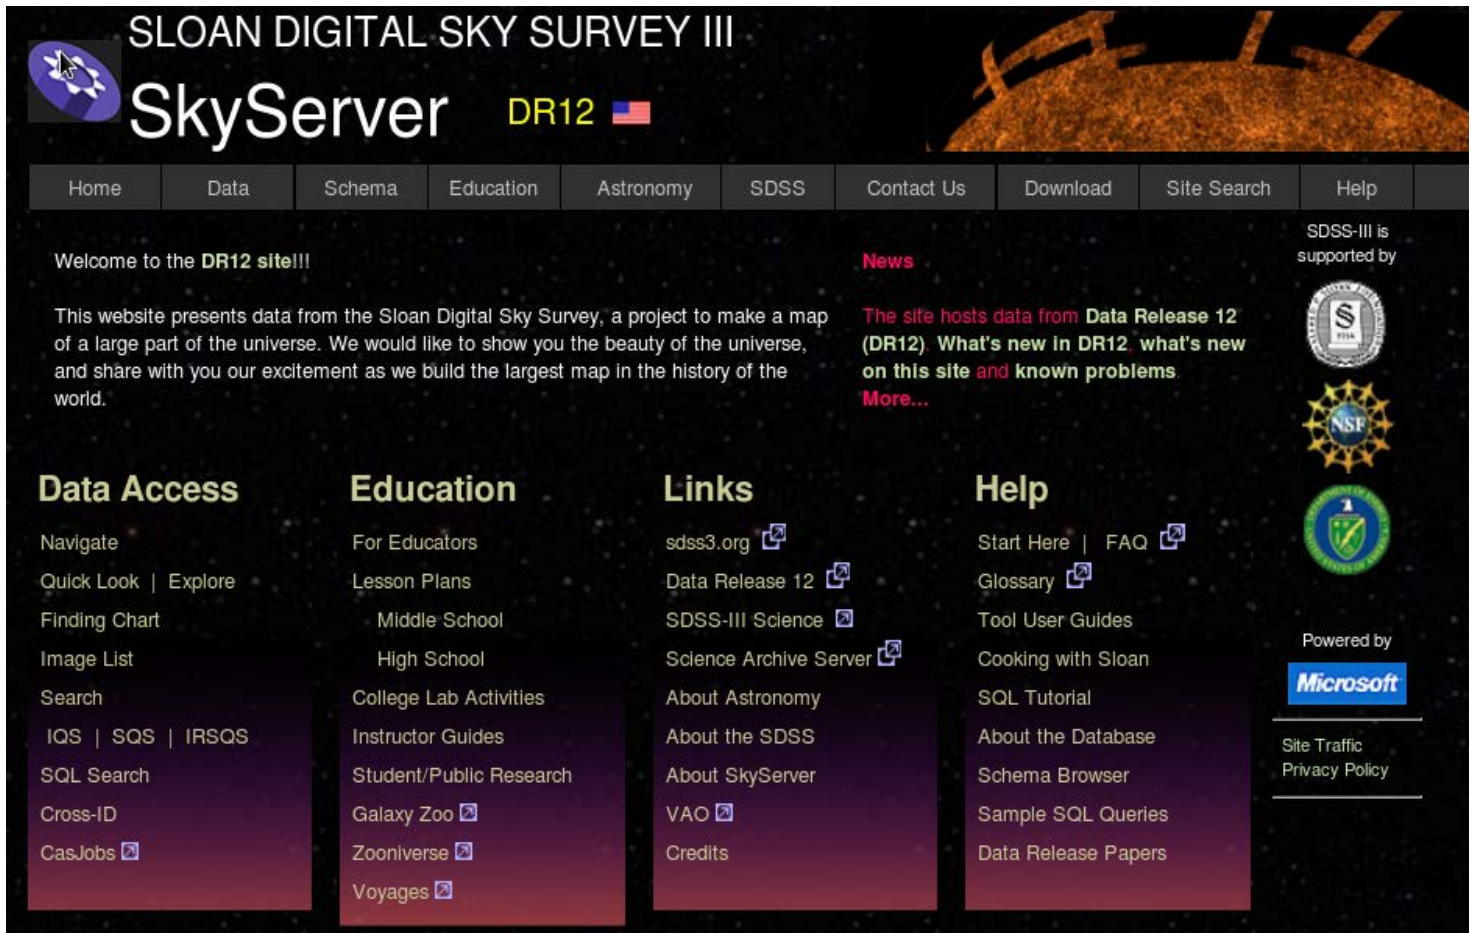 SLOAN DIGITAL SKY SURVEY III
SkyServer DR12
Home Data Schema Education Astronomy SDSS Contact Us Download Site Search Help
Welcome to the DR12 site!!!
This website presents data from the Sloan Digital Sky Survey, a project to make a map
of a large part of the universe. We would like to show you the beauty of the universe,
and share with you our excitement as we build the largest map in the history of the
world.
News
The site hosts data from Data Release 12
(DR12). What's new in DR12, what's new
on this site and known problems.
More...
SDSS-III is
supported by
S
NSF
Data Access
Navigate
Quick Look | Explore
Finding Chart
Image List
Search
IQS | SQS | IRSQS
SQL Search
Cross-ID
CasJobs
Education
For Educators
Lesson Plans
Middle School
High School
College Lab Activities
Instructor Guides
Student/Public Research
Galaxy Zoo
Zooniverse
Voyages
Links
sdss3.org
Data Release 12
SDSS-III Science
Science Archive Server
About Astronomy
About the SDSS
About SkyServer
VAO
Credits
Help
Start Here | FAQ
Glossary
Tool User Guides
Cooking with Sloan
SQL Tutorial
About the Database
Schema Browser
Sample SQL Queries
Data Release Papers
Powered by
Microsoft
Site Traffic
Privacy Policy